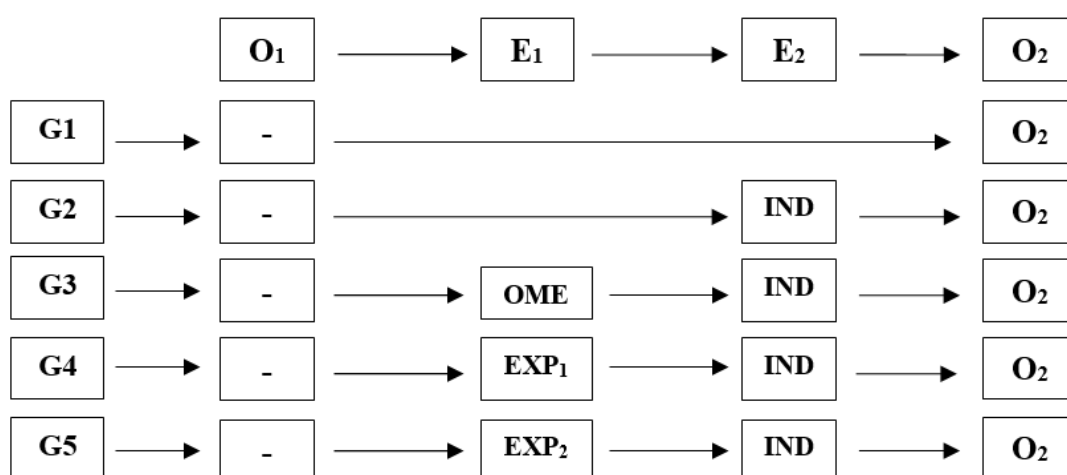 O₁ E₁ E₂ O₂
G1 - O₂
G2 - IND O₂
G3 - OME IND O₂
G4 - EXP₁ IND O₂
G5 - EXP₂ IND O₂